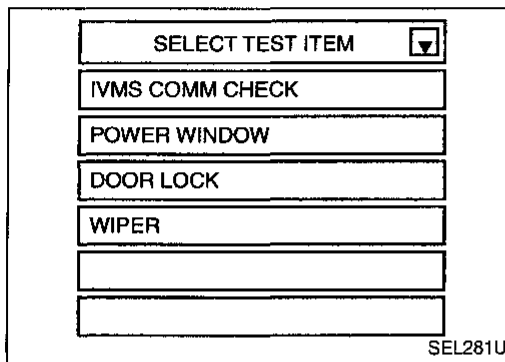 SELECT TEST ITEM
IVMS COMM CHECK
POWER WINDOW
DOOR LOCK
WIPER
SEL281U